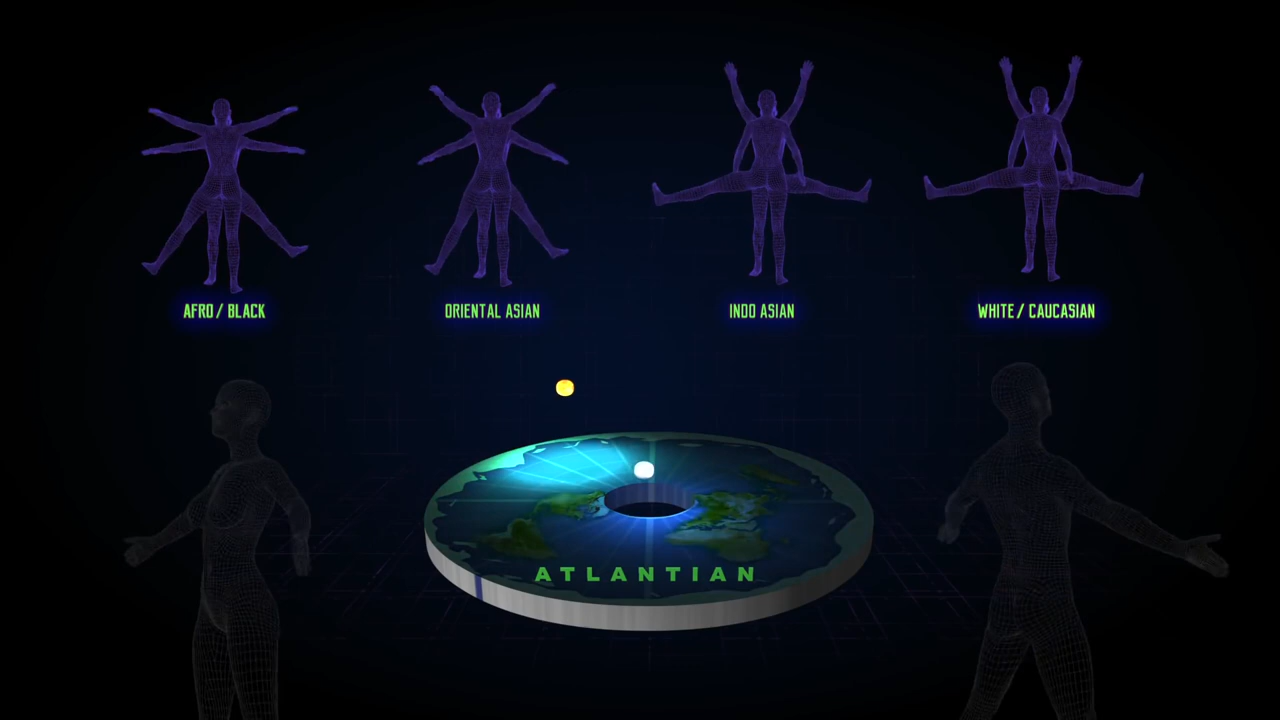 AFRO / BLACK
ORIENTAL ASIAN
INDO ASIAN
WHITE / CAUCASIAN
ATLANTIAN